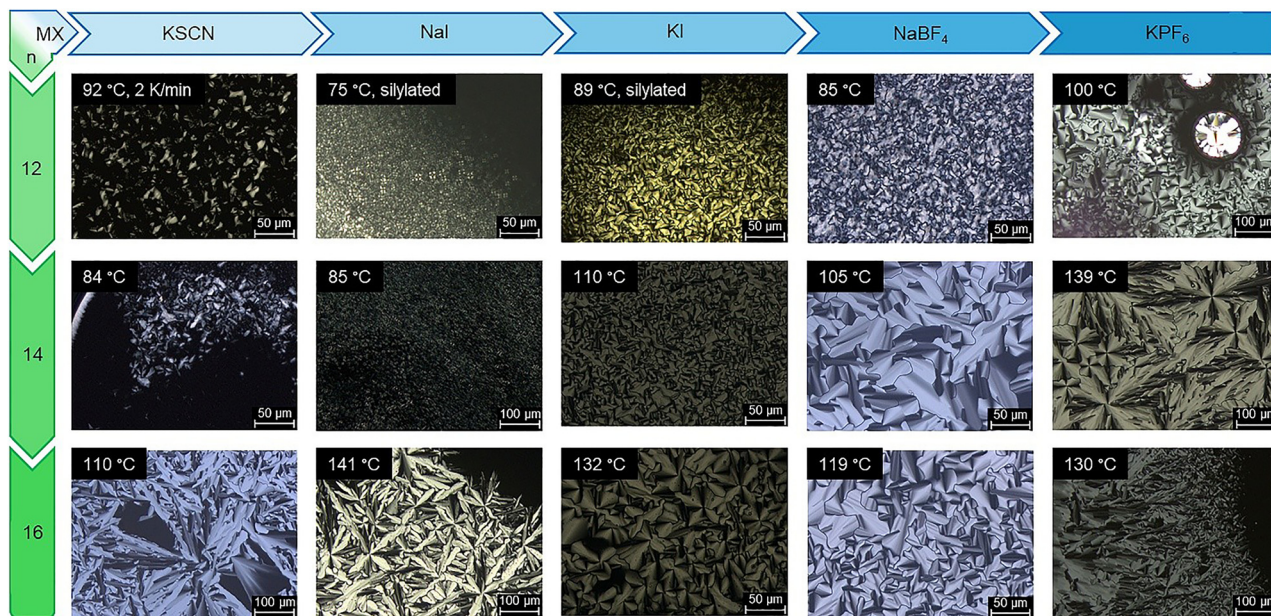 MX
n
KSCN
NaI
KI
NaBF₄
KPF₆
12
92 °C, 2 K/min
50 µm
75 °C, silylated
50 µm
89 °C, silylated
50 µm
85 °C
50 µm
100 °C
100 µm
14
84 °C
50 µm
85 °C
100 µm
110 °C
50 µm
105 °C
50 µm
139 °C
100 µm
16
110 °C
100 µm
141 °C
100 µm
132 °C
50 µm
119 °C
50 µm
130 °C
100 µm